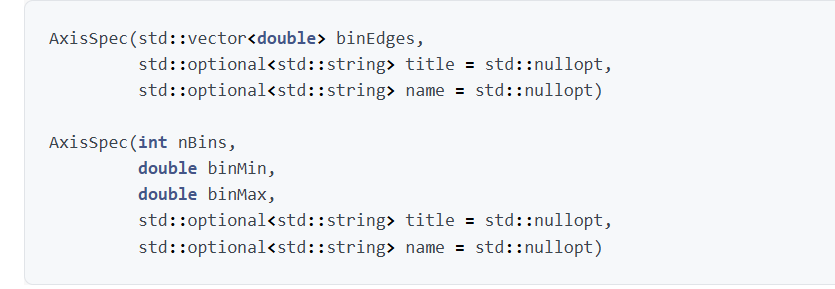 AxisSpec(std::vector<double> binEdges,
         std::optional<std::string> title = std::nullopt,
         std::optional<std::string> name = std::nullopt)
AxisSpec(int nBins,
         double binMin,
         double binMax,
         std::optional<std::string> title = std::nullopt,
         std::optional<std::string> name = std::nullopt)